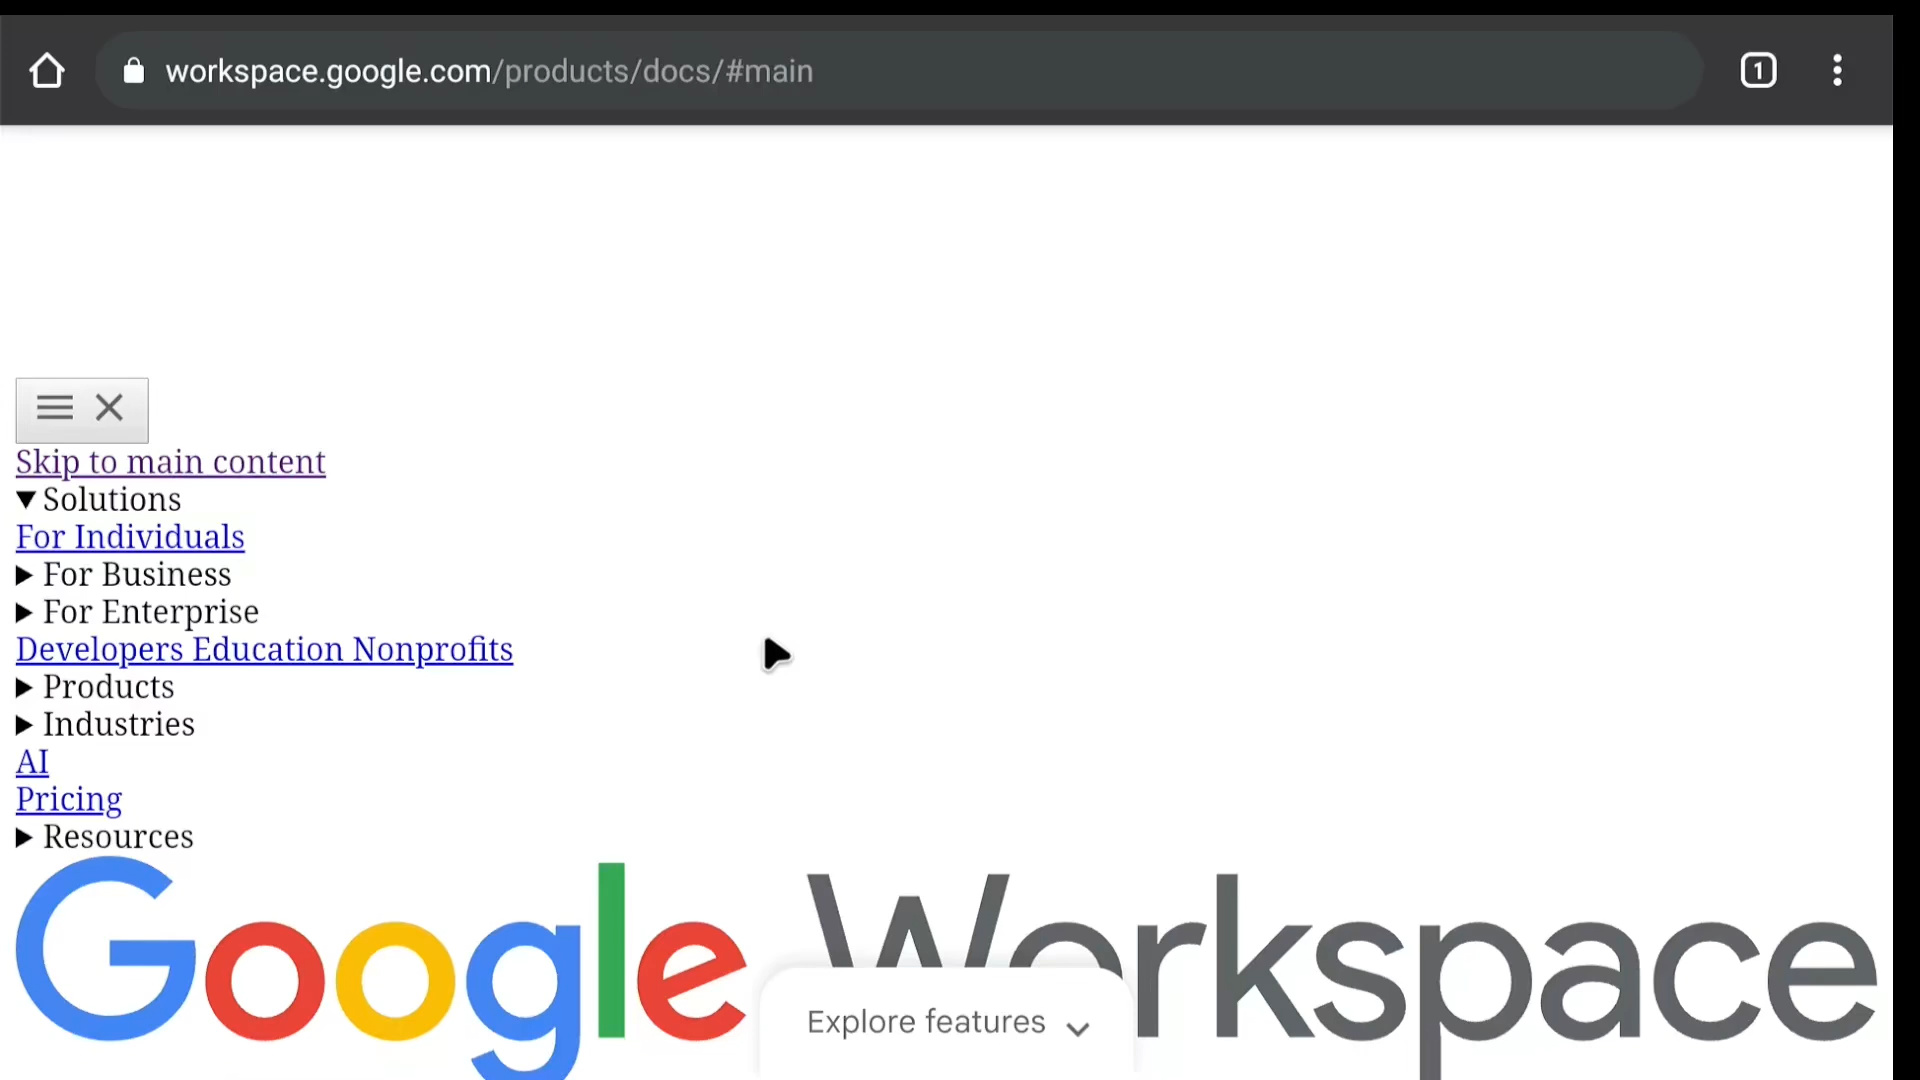 workspace.google.com/products/docs/#main
1
Skip to main content
Solutions
For Individuals
For Business
For Enterprise
Developers Education Nonprofits
Products
Industries
AI
Pricing
Resources
Google Workspace
Explore features